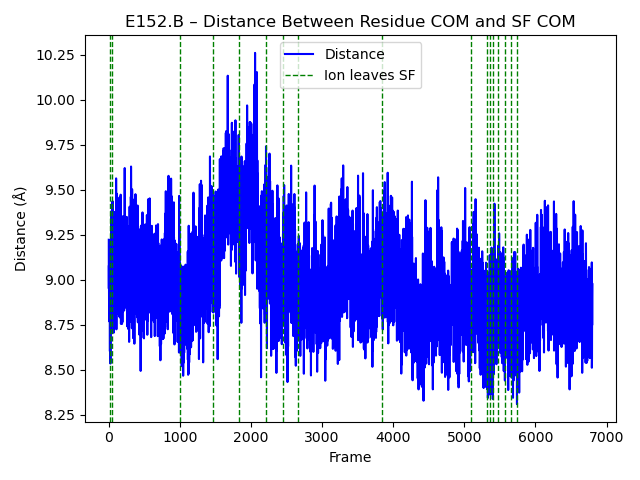 E152.B – Distance Between Residue COM and SF COM
Distance
Ion leaves SF
Distance (Å)
10.25
10.00
9.75
9.50
9.25
9.00
8.75
8.50
8.25
0 1000 2000 3000 4000 5000 6000 7000
Frame